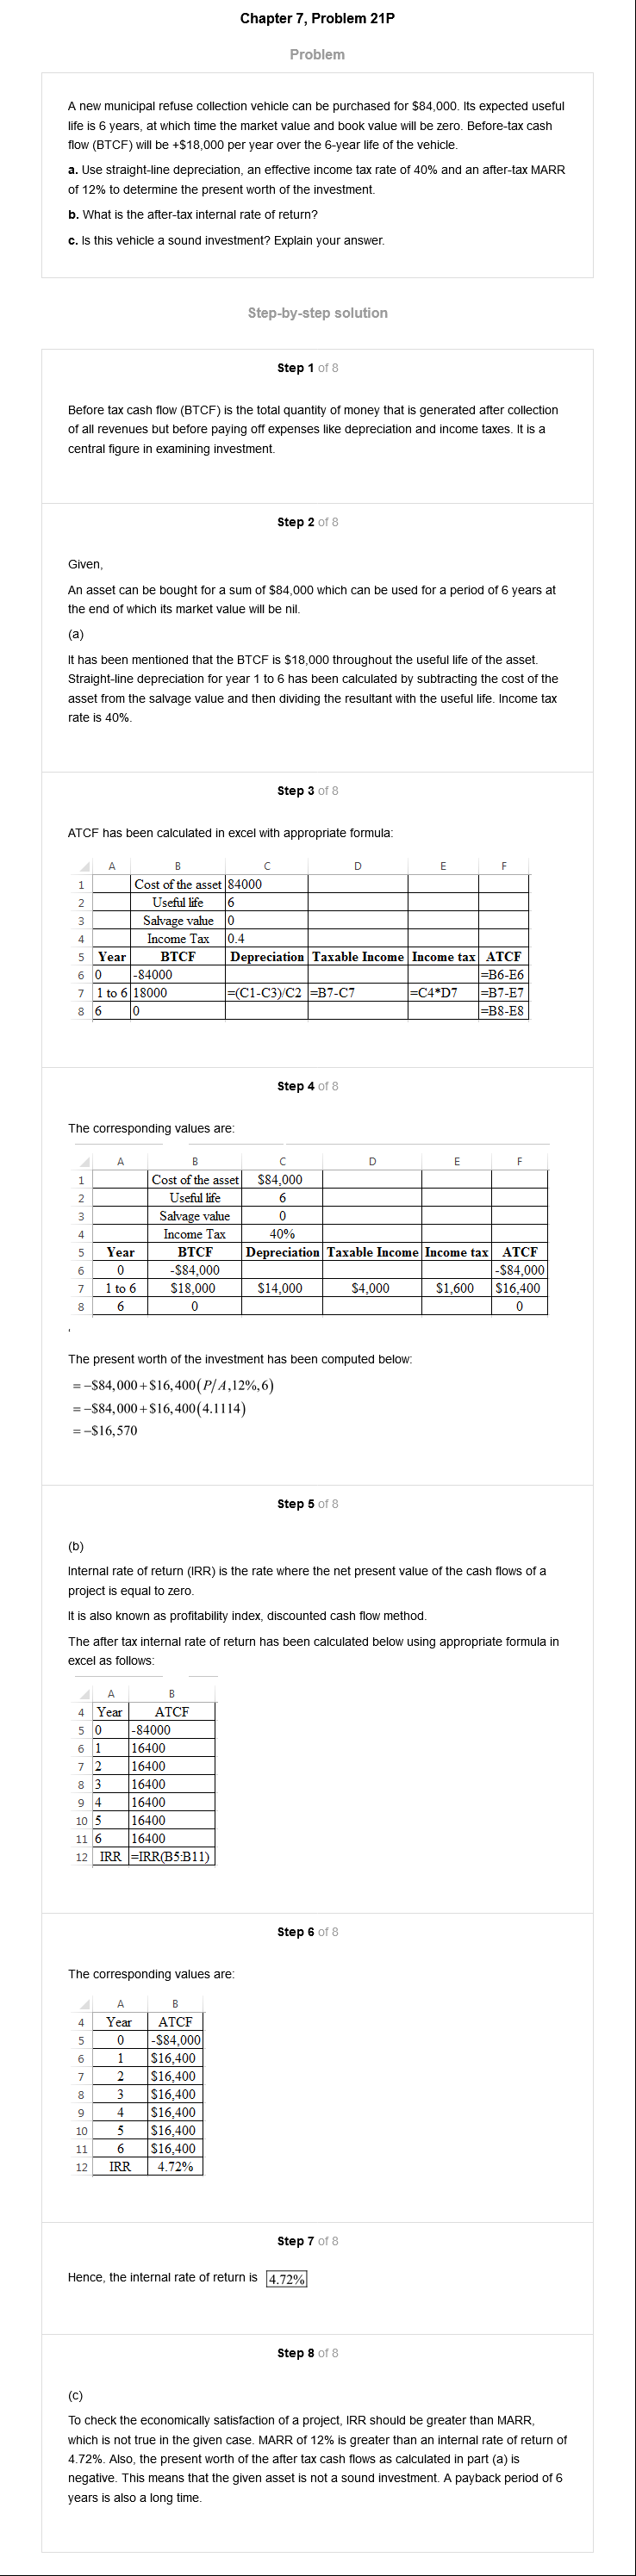 Chapter 7, Problem 21P
Problem
A new municipal refuse collection vehicle can be purchased for $84,000. Its expected useful
life is 6 years, at which time the market value and book value will be zero. Before-tax cash
flow (BTCF) will be +$18,000 per year over the 6-year life of the vehicle.
a. Use straight-line depreciation, an effective income tax rate of 40% and an after-tax MARR
of 12% to determine the present worth of the investment.
b. What is the after-tax internal rate of return?
c. Is this vehicle a sound investment? Explain your answer.
Step-by-step solution
Step 1 of 8
Before tax cash flow (BTCF) is the total quantity of money that is generated after collection
of all revenues but before paying off expenses like depreciation and income taxes. It is a
central figure in examining investment.
Step 2 of 8
Given,
An asset can be bought for a sum of $84,000 which can be used for a period of 6 years at
the end of which its market value will be nil.
(a)
It has been mentioned that the BTCF is $18,000 throughout the useful life of the asset.
Straight-line depreciation for year 1 to 6 has been calculated by subtracting the cost of the
asset from the salvage value and then dividing the resultant with the useful life. Income tax
rate is 40%.
Step 3 of 8
ATCF has been calculated in excel with appropriate formula:
A B C D E F
1 Cost of the asset 84000
2 Useful life 6
3 Salvage value 0
4 Income Tax 0.4
5 Year BTCF Depreciation Taxable Income Income tax ATCF
6 0 -84000 =B6-E6
7 1 to 6 18000 =(C1-C3)/C2 =B7-C7 =C4*D7 =B7-E7
8 6 0 =B8-E8
Step 4 of 8
The corresponding values are:
A B C D E F
1 Cost of the asset $84,000
2 Useful life 6
3 Salvage value 0
4 Income Tax 40%
5 Year BTCF Depreciation Taxable Income Income tax ATCF
6 0 -$84,000 -$84,000
7 1 to 6 $18,000 $14,000 $4,000 $1,600 $16,400
8 6 0 0
The present worth of the investment has been computed below:
=-$84,000+$16,400(P/A,12%,6)
=-$84,000+$16,400(4.1114)
=-$16,570
Step 5 of 8
(b)
Internal rate of return (IRR) is the rate where the net present value of the cash flows of a
project is equal to zero.
It is also known as profitability index, discounted cash flow method.
The after tax internal rate of return has been calculated below using appropriate formula in
excel as follows:
A B
4 Year ATCF
5 0 -84000
6 1 16400
7 2 16400
8 3 16400
9 4 16400
10 5 16400
11 6 16400
12 IRR =IRR(B5:B11)
Step 6 of 8
The corresponding values are:
A B
4 Year ATCF
5 0 -$84,000
6 1 $16,400
7 2 $16,400
8 3 $16,400
9 4 $16,400
10 5 $16,400
11 6 $16,400
12 IRR 4.72%
Step 7 of 8
Hence, the internal rate of return is 4.72%
Step 8 of 8
(c)
To check the economically satisfaction of a project, IRR should be greater than MARR,
which is not true in the given case. MARR of 12% is greater than an internal rate of return of
4.72%. Also, the present worth of the after tax cash flows as calculated in part (a) is
negative. This means that the given asset is not a sound investment. A payback period of 6
years is also a long time.